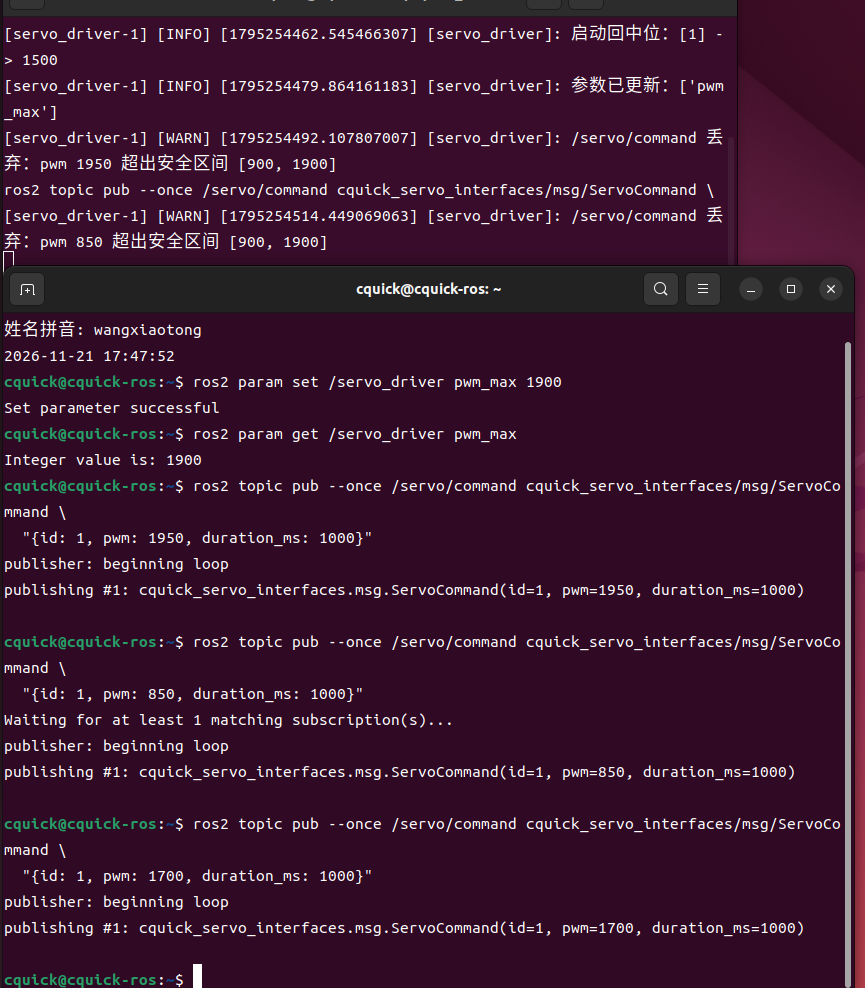 [servo_driver-1] [INFO] [1795254462.545466307] [servo_driver]: 启动回中位：[1] -
> 1500
[servo_driver-1] [INFO] [1795254479.864161183] [servo_driver]: 参数已更新：['pwm
_max']
[servo_driver-1] [WARN] [1795254492.107807007] [servo_driver]: /servo/command 丢
弃：pwm 1950 超出安全区间 [900, 1900]
ros2 topic pub --once /servo/command cquick_servo_interfaces/msg/ServoCommand \
[servo_driver-1] [WARN] [1795254514.449069063] [servo_driver]: /servo/command 丢
弃：pwm 850 超出安全区间 [900, 1900]
cquick@cquick-ros: ~
姓名拼音: wangxiaotong
2026-11-21 17:47:52
cquick@cquick-ros:~$ ros2 param set /servo_driver pwm_max 1900
Set parameter successful
cquick@cquick-ros:~$ ros2 param get /servo_driver pwm_max
Integer value is: 1900
cquick@cquick-ros:~$ ros2 topic pub --once /servo/command cquick_servo_interfaces/msg/ServoCo
mmand \
  "{id: 1, pwm: 1950, duration_ms: 1000}"
publisher: beginning loop
publishing #1: cquick_servo_interfaces.msg.ServoCommand(id=1, pwm=1950, duration_ms=1000)
cquick@cquick-ros:~$ ros2 topic pub --once /servo/command cquick_servo_interfaces/msg/ServoCo
mmand \
  "{id: 1, pwm: 850, duration_ms: 1000}"
Waiting for at least 1 matching subscription(s)...
publisher: beginning loop
publishing #1: cquick_servo_interfaces.msg.ServoCommand(id=1, pwm=850, duration_ms=1000)
cquick@cquick-ros:~$ ros2 topic pub --once /servo/command cquick_servo_interfaces/msg/ServoCo
mmand \
  "{id: 1, pwm: 1700, duration_ms: 1000}"
publisher: beginning loop
publishing #1: cquick_servo_interfaces.msg.ServoCommand(id=1, pwm=1700, duration_ms=1000)
cquick@cquick-ros:~$